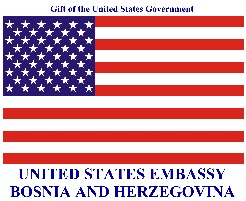 Gift of the United States Government
UNITED STATES EMBASSY
BOSNIA AND HERZEGOVINA